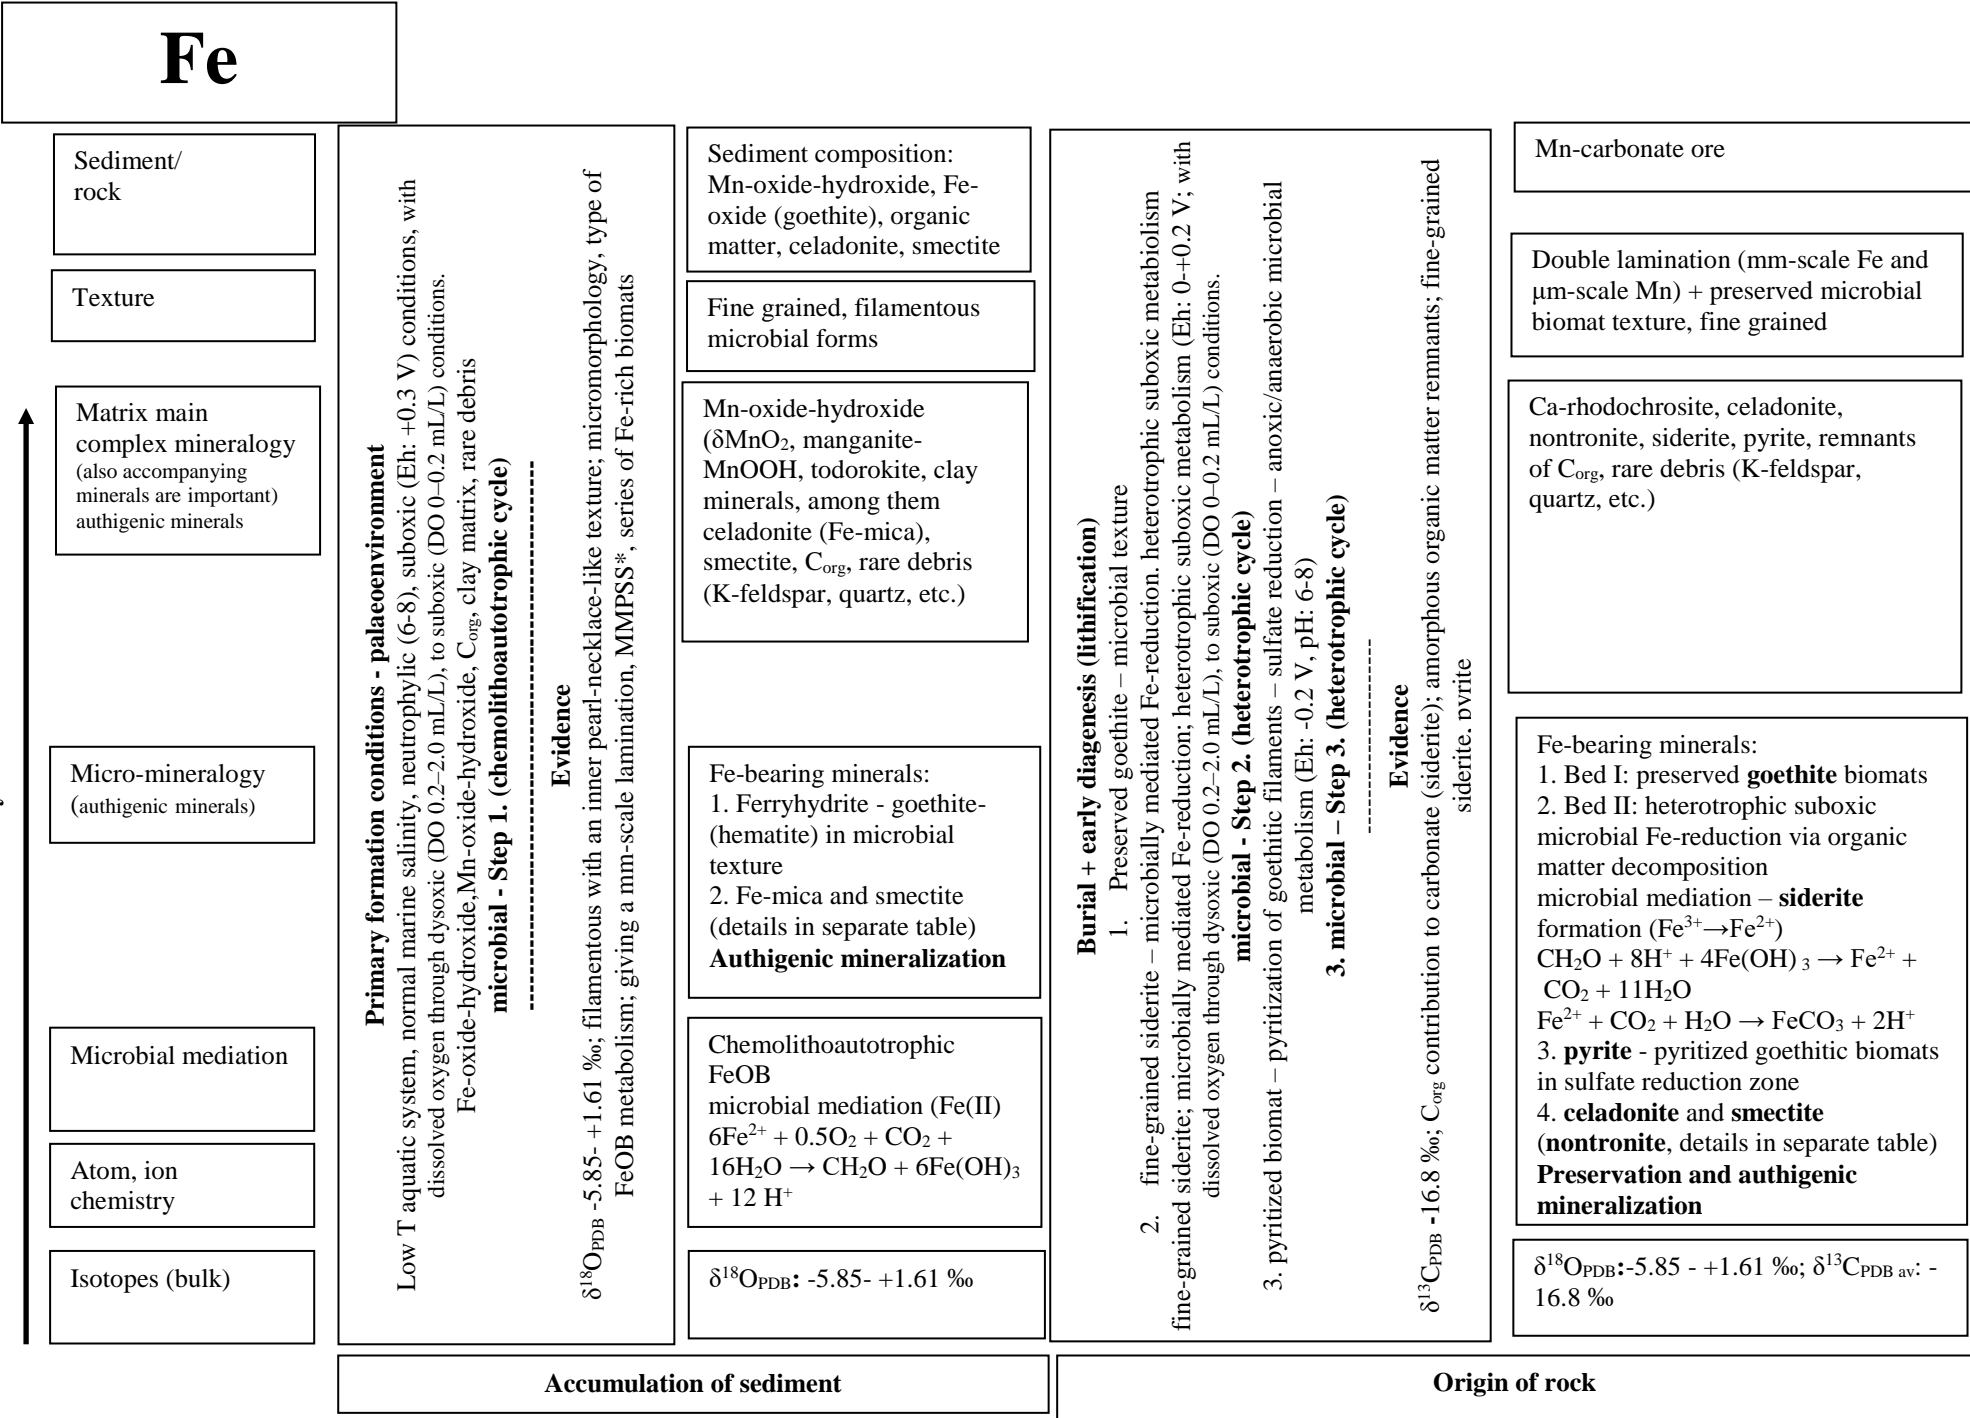 Fe
Sediment/
rock
Texture
Matrix main
complex mineralogy
(also accompanying
minerals are important)
authigenic minerals
Micro-mineralogy
(authigenic minerals)
Microbial mediation
Atom, ion
chemistry
Isotopes (bulk)
Primary formation conditions - palaeoenvironment
Low T aquatic system, normal marine salinity, neutrophylic (6-8), suboxic (Eh: +0.3 V) conditions, with
dissolved oxygen through dysoxic (DO 0.2–2.0 mL/L), to suboxic (DO 0–0.2 mL/L) conditions.
Fe-oxide-hydroxide,Mn-oxide-hydroxide, Corg, clay matrix, rare debris
microbial - Step 1. (chemolithoautotrophic cycle)
Evidence
δ18OPDB -5.85- +1.61 ‰; filamentous with an inner pearl-necklace-like texture; micromorphology, type of
FeOB metabolism; giving a mm-scale lamination, MMPSS*, series of Fe-rich biomats
Sediment composition:
Mn-oxide-hydroxide, Fe-
oxide (goethite), organic
matter, celadonite, smectite
Fine grained, filamentous
microbial forms
Mn-oxide-hydroxide
(δMnO2, manganite-
MnOOH, todorokite, clay
minerals, among them
celadonite (Fe-mica),
smectite, Corg, rare debris
(K-feldspar, quartz, etc.)
Fe-bearing minerals:
1. Ferryhydrite - goethite-
(hematite) in microbial
texture
2. Fe-mica and smectite
(details in separate table)
Authigenic mineralization
Chemolithoautotrophic
FeOB
microbial mediation (Fe(II)
6Fe2+ + 0.5O2 + CO2 +
16H2O → CH2O + 6Fe(OH)3
+ 12 H+
δ18OPDB: -5.85- +1.61 ‰
Burial + early diagenesis (lithification)
1. Preserved goethite – microbial texture
2. fine-grained siderite – microbially mediated Fe-reduction. heterotrophic suboxic metabiolism
fine-grained siderite; microbially mediated Fe-reduction; heterotrophic suboxic metabolism (Eh: 0-+0.2 V; with
dissolved oxygen through dysoxic (DO 0.2–2.0 mL/L), to suboxic (DO 0–0.2 mL/L) conditions.
microbial - Step 2. (heterotrophic cycle)
3. pyritized biomat – pyritization of goethitic filaments – sulfate reduction – anoxic/anaerobic microbial
metabolism (Eh: -0.2 V, pH: 6-8)
3. microbial – Step 3. (heterotrophic cycle)
Evidence
δ13CPDB -16.8 ‰; Corg contribution to carbonate (siderite); amorphous organic matter remnants; fine-grained
siderite, pyrite
Mn-carbonate ore
Double lamination (mm-scale Fe and
μm-scale Mn) + preserved microbial
biomat texture, fine grained
Ca-rhodochrosite, celadonite,
nontronite, siderite, pyrite, remnants
of Corg, rare debris (K-feldspar,
quartz, etc.)
Fe-bearing minerals:
1. Bed I: preserved goethite biomats
2. Bed II: heterotrophic suboxic
microbial Fe-reduction via organic
matter decomposition
microbial mediation – siderite
formation (Fe3+→Fe2+)
CH2O + 8H+ + 4Fe(OH) 3 → Fe2+ +
CO2 + 11H2O
Fe2+ + CO2 + H2O → FeCO3 + 2H+
3. pyrite - pyritized goethitic biomats
in sulfate reduction zone
4. celadonite and smectite
(nontronite, details in separate table)
Preservation and authigenic
mineralization
δ18OPDB:-5.85 - +1.61 ‰; δ13CPDB av: -
16.8 ‰
Accumulation of sediment
Origin of rock